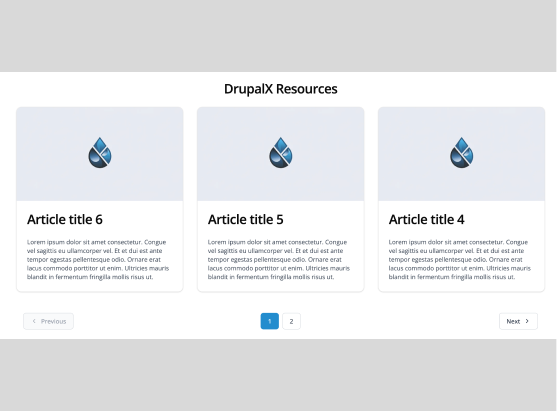 DrupalX Resources
Article title 6
Lorem ipsum dolor sit amet consectetur. Congue
vel sagittis eu ullamcorper vel. Et et dui est ante
tempor egestas pellentesque odio. Ornare erat
lacus commodo porttitor ut enim. Ultricies mauris
blandit in fermentum fringilla mollis risus ut.
Article title 5
Lorem ipsum dolor sit amet consectetur. Congue
vel sagittis eu ullamcorper vel. Et et dui est ante
tempor egestas pellentesque odio. Ornare erat
lacus commodo porttitor ut enim. Ultricies mauris
blandit in fermentum fringilla mollis risus ut.
Article title 4
Lorem ipsum dolor sit amet consectetur. Congue
vel sagittis eu ullamcorper vel. Et et dui est ante
tempor egestas pellentesque odio. Ornare erat
lacus commodo porttitor ut enim. Ultricies mauris
blandit in fermentum fringilla mollis risus ut.
Previous
1
2
Next